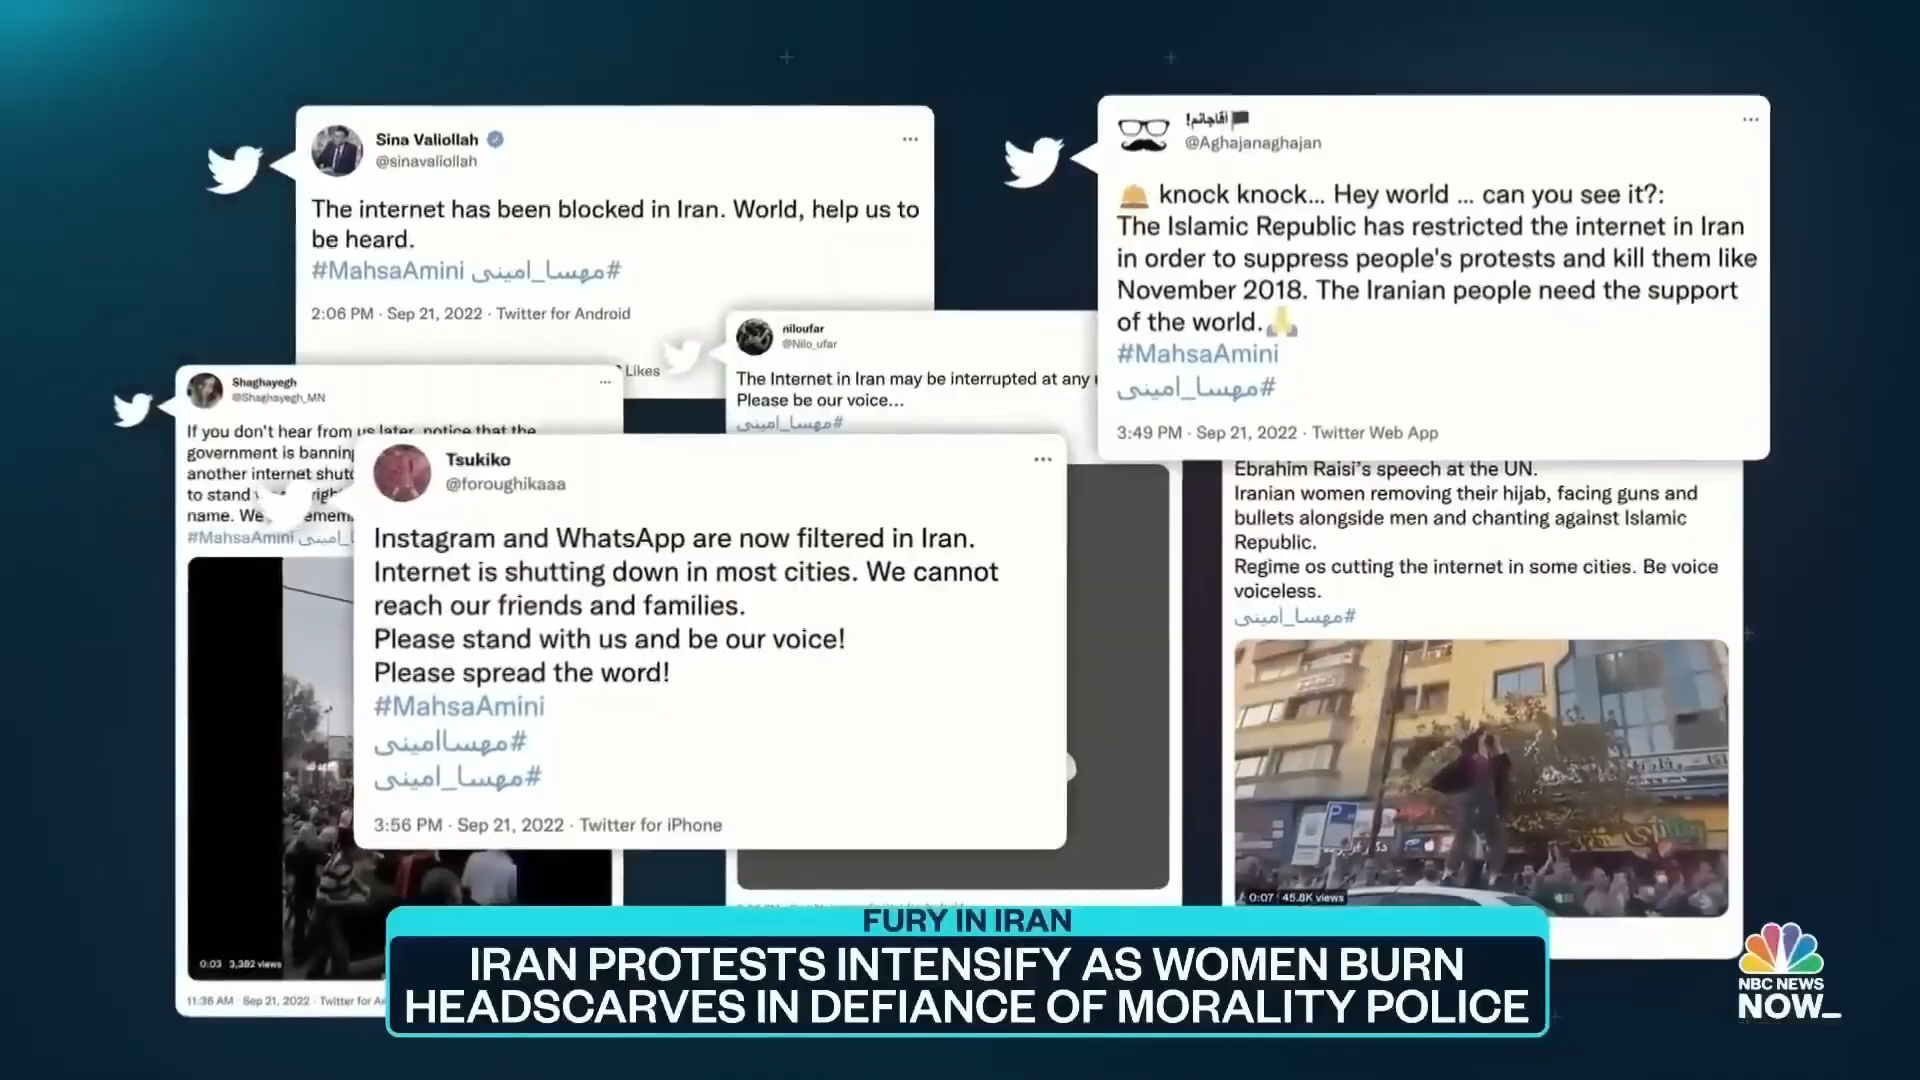 Sina Valiollah
@sinavaliollah
The internet has been blocked in Iran. World, help us to
be heard.
#MahsaAmini #مهسا_امینی
2:06 PM · Sep 21, 2022 · Twitter for Android
Likes
آقاجانم!
@Aghajanaghajan
knock knock... Hey world ... can you see it?:
The Islamic Republic has restricted the internet in Iran
in order to suppress people's protests and kill them like
November 2018. The Iranian people need the support
of the world.
#MahsaAmini
#مهسا_امینی
3:49 PM · Sep 21, 2022 · Twitter Web App
niloufar
@Nilo_ufar
The Internet in Iran may be interrupted at any
Please be our voice...
#مهسا_امینی
Shaghayegh
@Shaghayegh_MN
If you don't hear from us later, notice that the
government is banning
another internet
to stand
name. We
#MahsaAmini
0:03 3,382 views
11:36 AM · Sep 21, 2022 · Twitter for
Tsukiko
@foroughikaaa
Instagram and WhatsApp are now filtered in Iran.
Internet is shutting down in most cities. We cannot
reach our friends and families.
Please stand with us and be our voice!
Please spread the word!
#MahsaAmini
#مهساامینی
#مهسا_امینی
3:56 PM · Sep 21, 2022 · Twitter for iPhone
Ebrahim Raisi's speech at the UN.
Iranian women removing their hijab, facing guns and
bullets alongside men and chanting against Islamic
Republic.
Regime os cutting the internet in some cities. Be voice
voiceless.
#مهسا_امینی
P
0:07 45.8K views
FURY IN IRAN
IRAN PROTESTS INTENSIFY AS WOMEN BURN
HEADSCARVES IN DEFIANCE OF MORALITY POLICE
NBC NEWS
NOW_